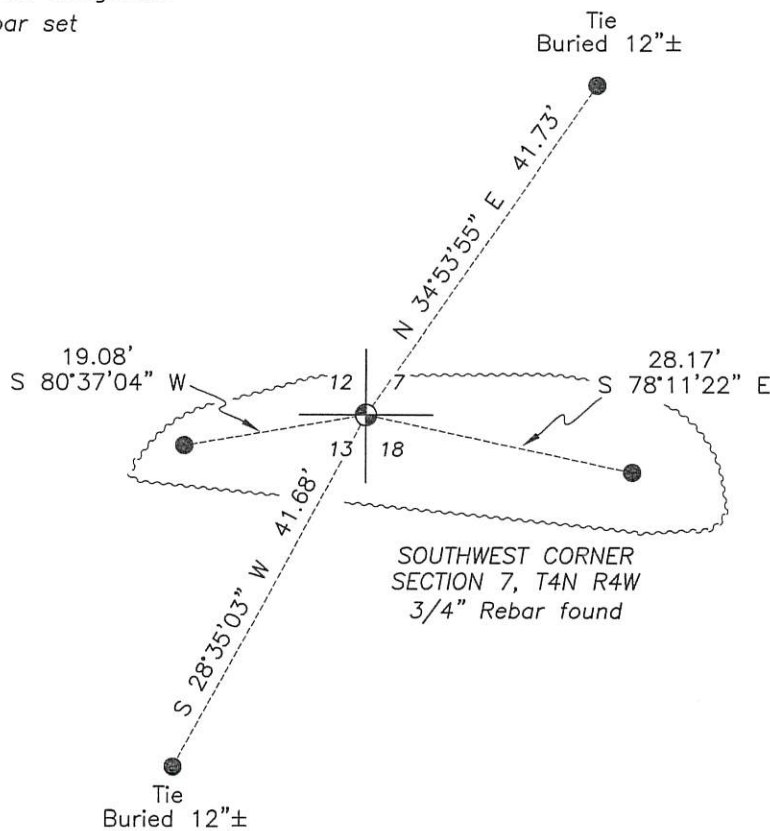 bar set
Tie
Buried 12"±
N 34°53'55" E 41.73'
19.08'
S 80°37'04" W
12 7
28.17'
S 78°11'22" E
13 18
S 28°35'03" W 41.68'
SOUTHWEST CORNER
SECTION 7, T4N R4W
3/4" Rebar found
Tie
Buried 12"±